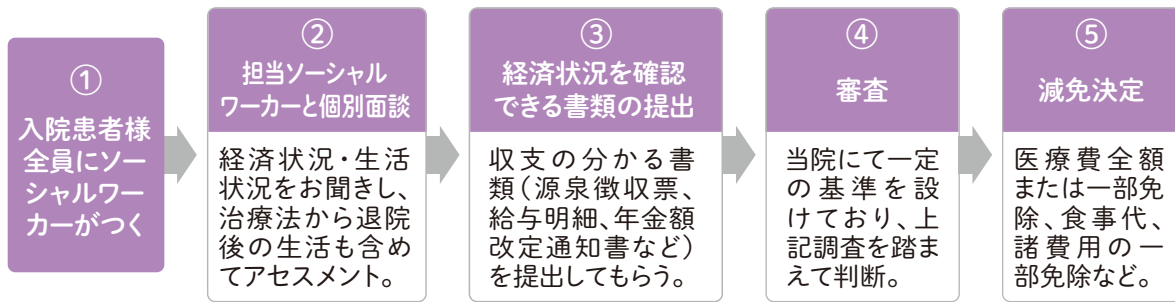 ①
入院患者様
全員にソー
シャルワー
カーがつく
②
担当ソーシャル
ワーカーと個別面談
経済状況・生活
状況をお聞きし、
治療法から退院
後の生活も含め
てアセスメント。
③
経済状況を確認
できる書類の提出
収支の分かる書
類(源泉徴収票、
給与明細、年金額
改定通知書など)
を提出してもらう。
④
審査
当院にて一定
の基準を設
けており、上
記調査を踏ま
えて判断。
⑤
減免決定
医療費全額
または一部免
除、食事代、
諸費用の一
部免除など。